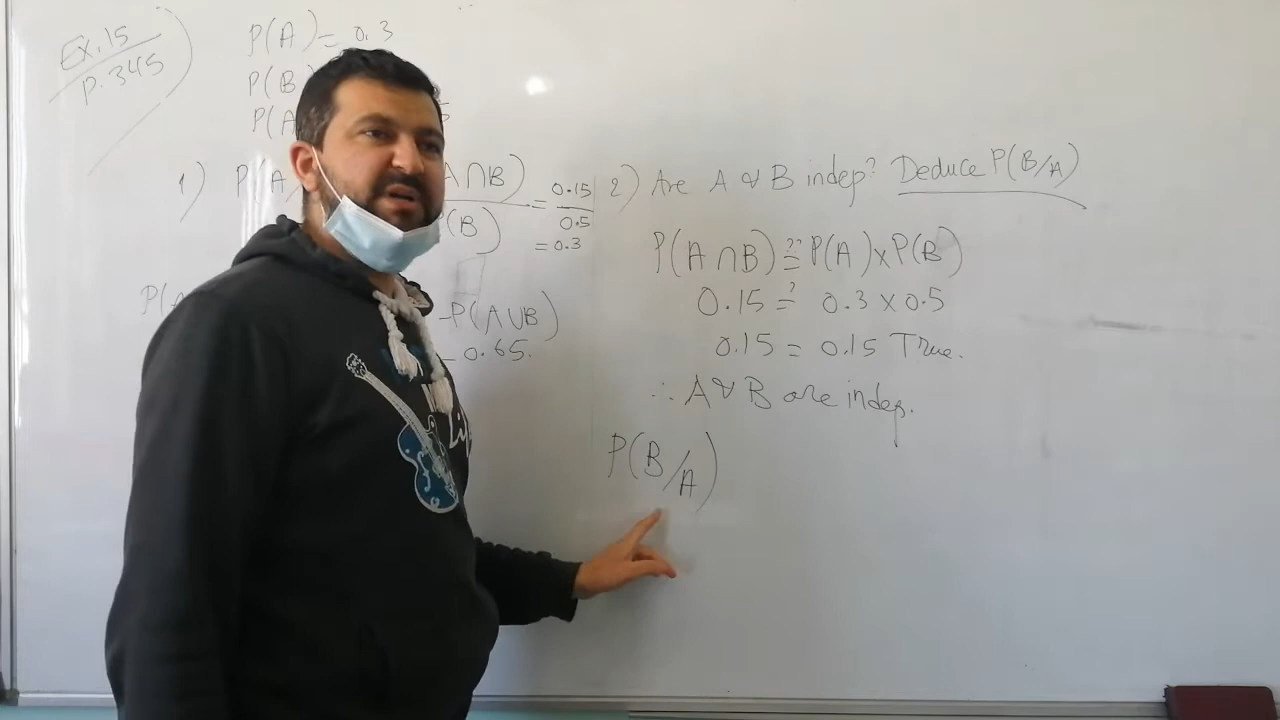 Ex.15
p.345
P(A) = 0.3
P(B)
P(A
1) P(A A∩B) = 0.15
(B) 0.5
= 0.3
P( -P(A∪B)
= 0.65.
2) Are A & B indep? Deduce P(B/A)
P(A∩B) ≟ P(A)xP(B)
0.15 ≟ 0.3 x 0.5
0.15 = 0.15 True.
∴ A & B are indep.
P(B/A)